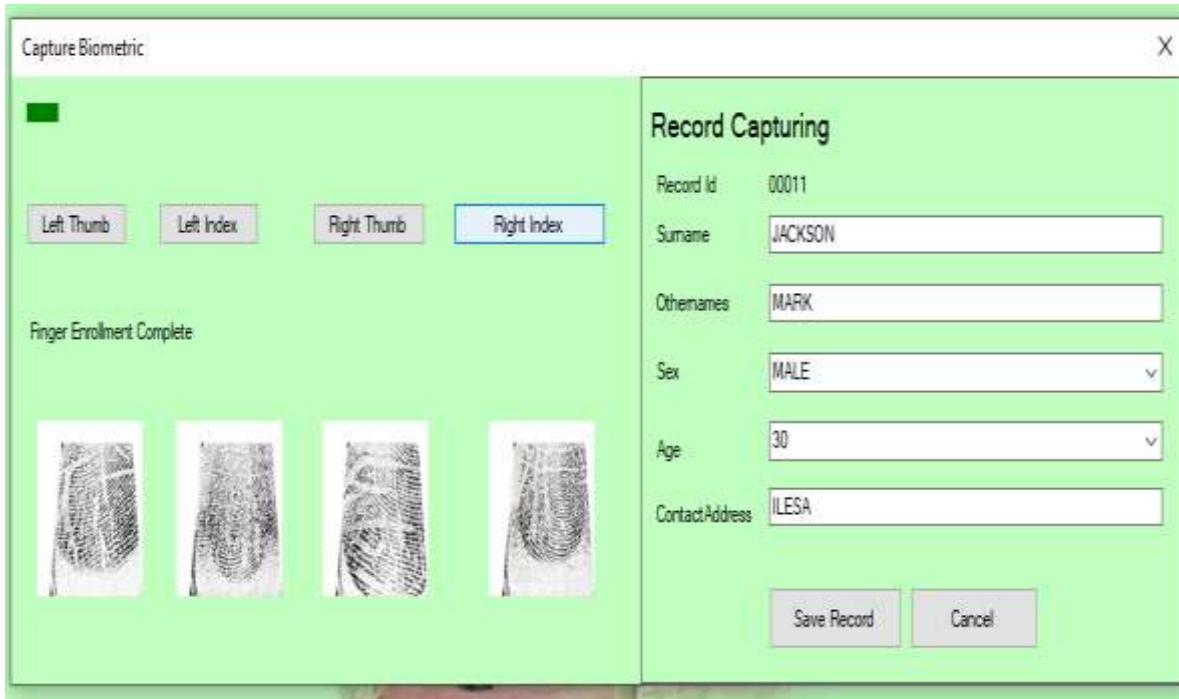 Capture Biometric
X
Left Thumb Left Index Right Thumb Right Index
Finger Enrollment Complete
Record Capturing
Record Id 00011
Surname JACKSON
Othernames MARK
Sex MALE
Age 30
ContactAddress ILESA
Save Record Cancel